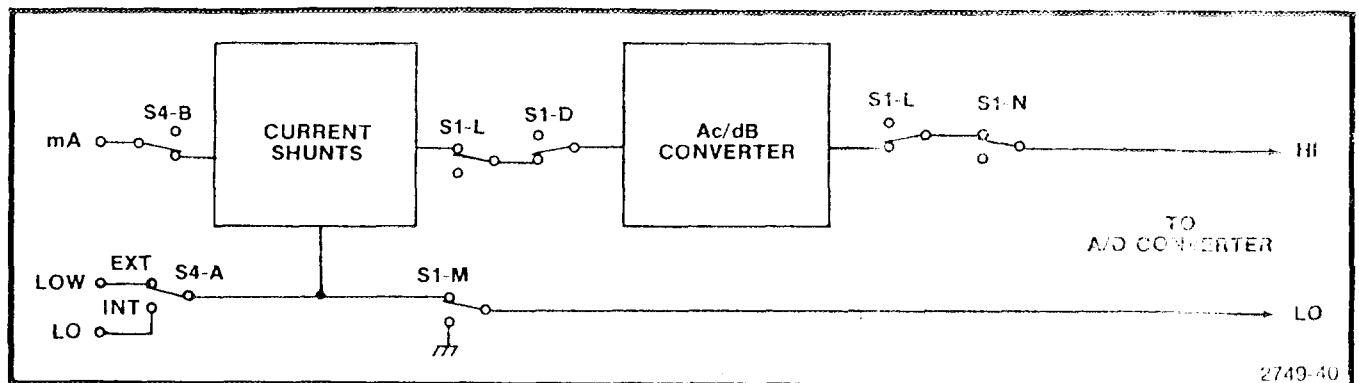 S4-B
mA
CURRENT
SHUNTS
S1-L
S1-D
Ac/dB
CONVERTER
S1-L
S1-N
HI
TO
A/D CONVERTER
LOW
EXT
S4-A
INT
LO
S1-M
LO
2749-40